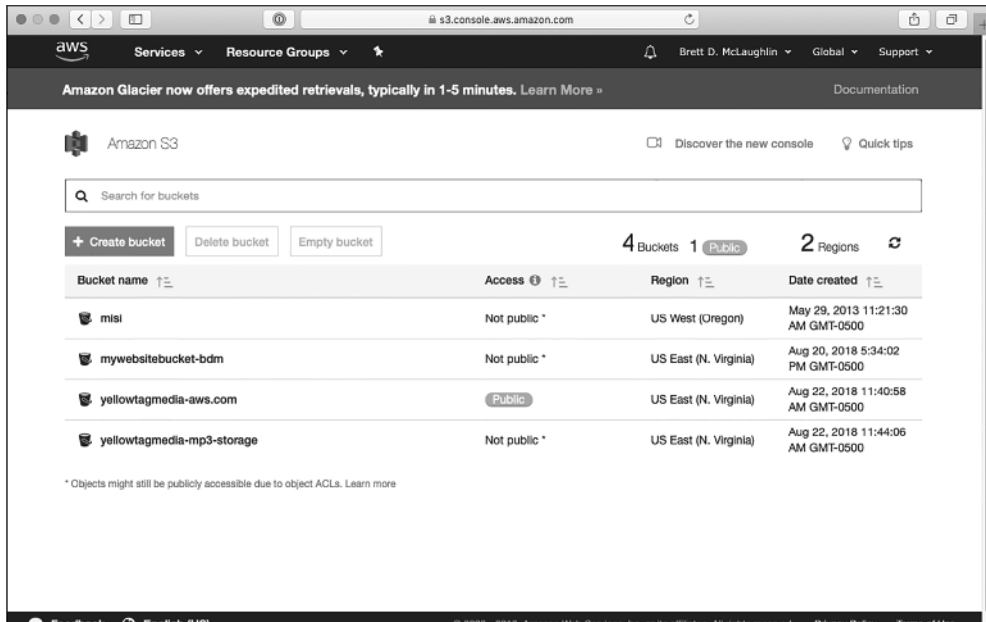 s3.console.aws.amazon.com
aws Services Resource Groups Brett D. McLaughlin Global Support
Amazon Glacier now offers expedited retrievals, typically in 1-5 minutes. Learn More » Documentation
Amazon S3 Discover the new console Quick tips
Search for buckets
+ Create bucket Delete bucket Empty bucket 4 Buckets 1 Public 2 Regions
Bucket name Access Region Date created
misi Not public * US West (Oregon) May 29, 2013 11:21:30
AM GMT-0500
mywebsitebucket-bdm Not public * US East (N. Virginia) Aug 20, 2018 5:34:02
PM GMT-0500
yellowtagmedia-aws.com Public US East (N. Virginia) Aug 22, 2018 11:40:58
AM GMT-0500
yellowtagmedia-mp3-storage Not public * US East (N. Virginia) Aug 22, 2018 11:44:06
AM GMT-0500
* Objects might still be publicly accessible due to object ACLs. Learn more
Feedback English (US)